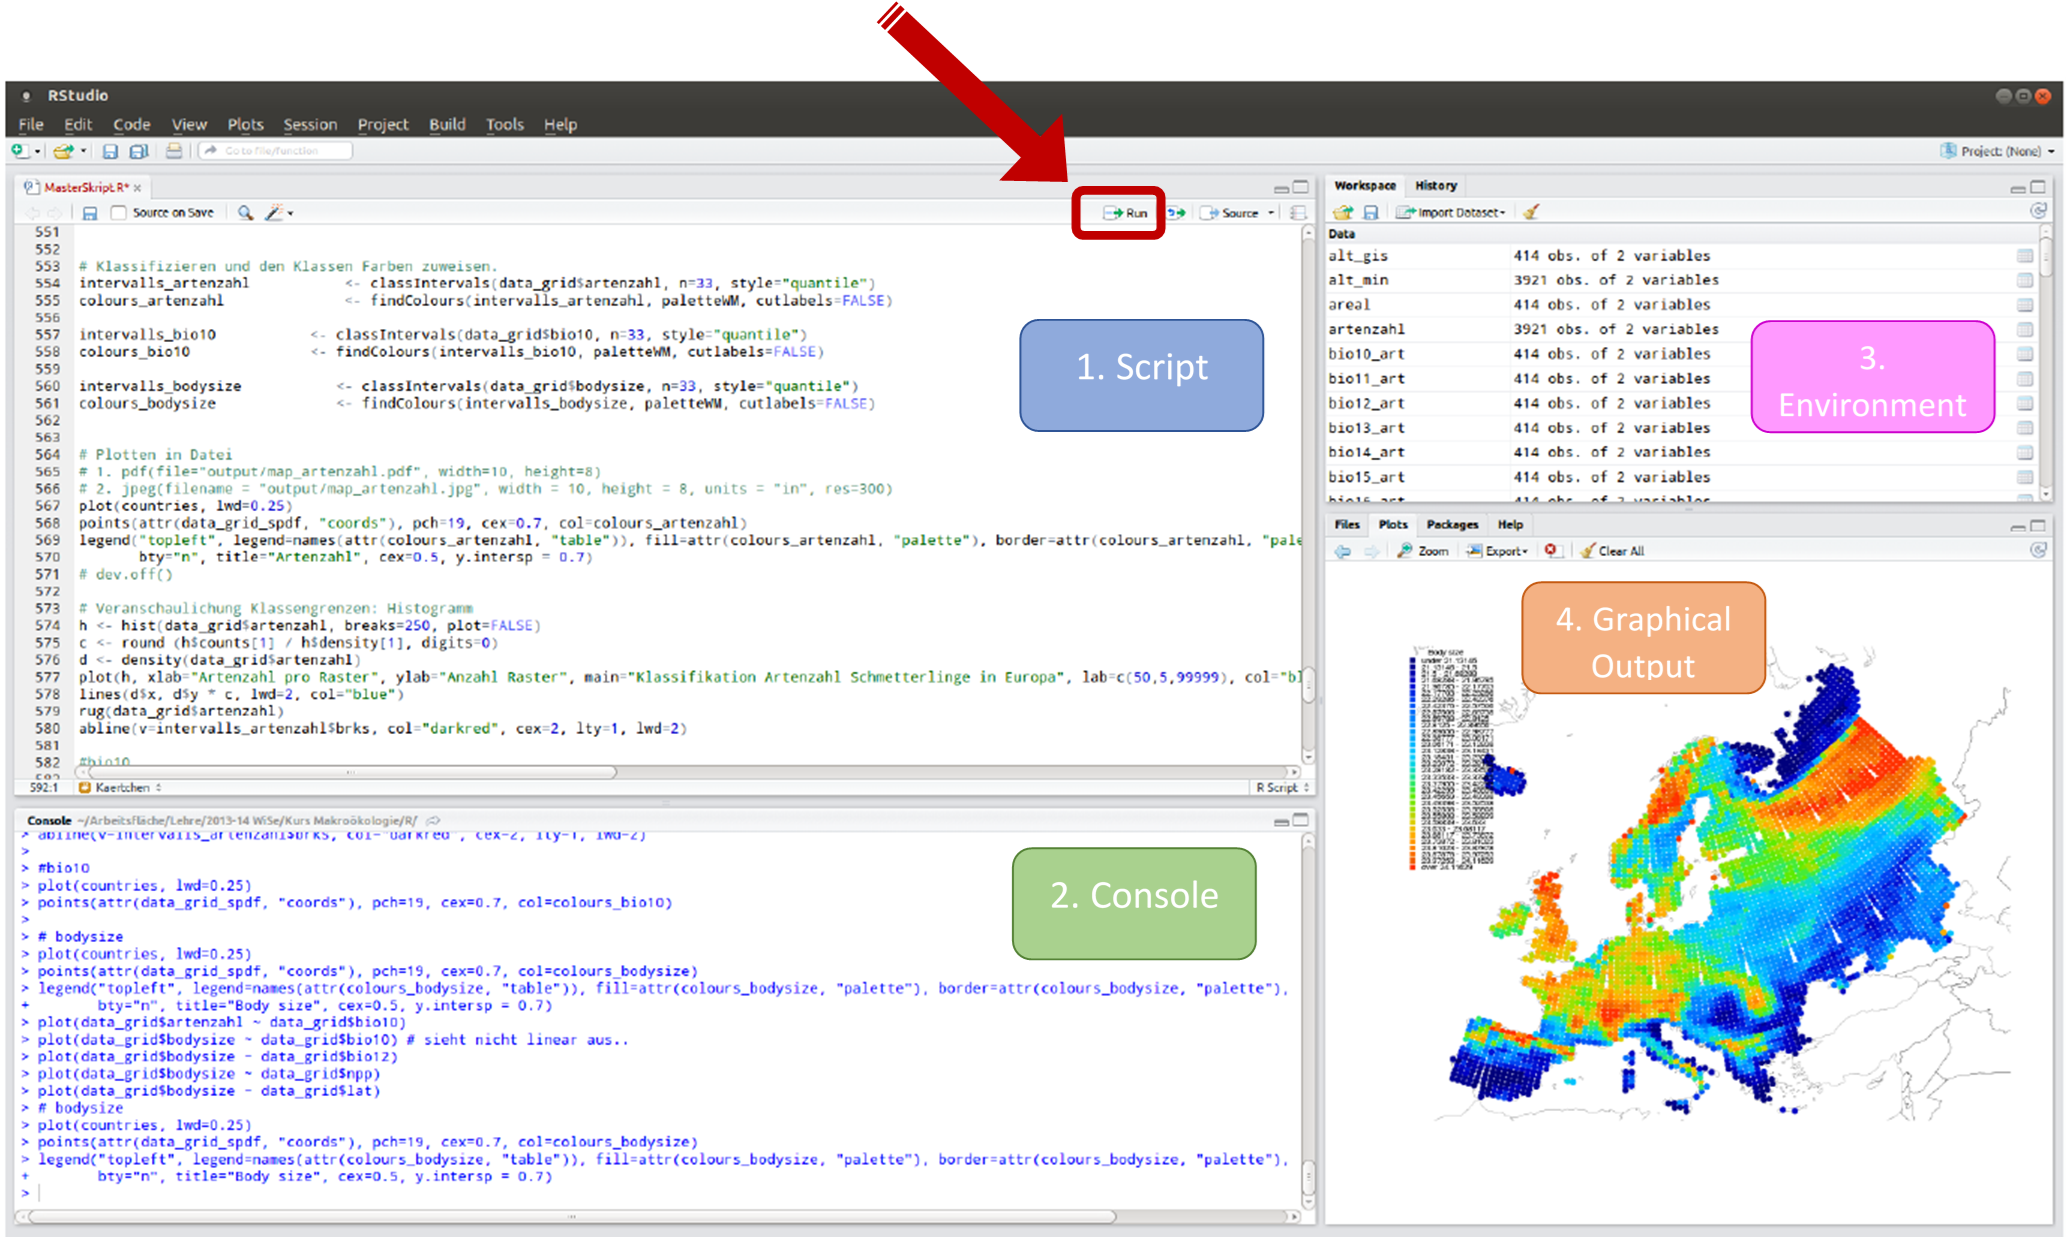 RStudio
File Edit Code View Plots Session Project Build Tools Help
Go to file/function
Project: (None)
MasterSkript.R*
Source on Save
Run
Source
551
552
553 # Klassifizieren und den Klassen Farben zuweisen.
554 intervalls_artenzahl <- classIntervals(data_grid$artenzahl, n=33, style="quantile")
555 colours_artenzahl <- findColours(intervalls_artenzahl, paletteWM, cutlabels=FALSE)
556
557 intervalls_bio10 <- classIntervals(data_grid$bio10, n=33, style="quantile")
558 colours_bio10 <- findColours(intervalls_bio10, paletteWM, cutlabels=FALSE)
559
560 intervalls_bodysize <- classIntervals(data_grid$bodysize, n=33, style="quantile")
561 colours_bodysize <- findColours(intervalls_bodysize, paletteWM, cutlabels=FALSE)
562
563
564 # Plotten in Datei
565 # 1. pdf(file="output/map_artenzahl.pdf", width=10, height=8)
566 # 2. jpeg(filename = "output/map_artenzahl.jpg", width = 10, height = 8, units = "in", res=300)
567 plot(countries, lwd=0.25)
568 points(attr(data_grid_spdf, "coords"), pch=19, cex=0.7, col=colours_artenzahl)
569 legend("topleft", legend=names(attr(colours_artenzahl, "table")), fill=attr(colours_artenzahl, "palette"), border=attr(colours_artenzahl, "pale
570 bty="n", title="Artenzahl", cex=0.5, y.intersp = 0.7)
571 # dev.off()
572
573 # Veranschaulichung Klassengrenzen: Histogramm
574 h <- hist(data_grid$artenzahl, breaks=250, plot=FALSE)
575 c <- round (h$counts[1] / h$density[1], digits=0)
576 d <- density(data_grid$artenzahl)
577 plot(h, xlab="Artenzahl pro Raster", ylab="Anzahl Raster", main="Klassifikation Artenzahl Schmetterlinge in Europa", lab=c(50,5,99999), col="bl
578 lines(d$x, d$y * c, lwd=2, col="blue")
579 rug(data_grid$artenzahl)
580 abline(v=intervalls_artenzahl$brks, col="darkred", cex=2, lty=1, lwd=2)
581
582 #bio10
592:1 Kaertchen
R Script
1. Script
Console ~/Arbeitsfläche/Lehre/2013-14 WiSe/Kurs Makroökologie/R/
> abline(v=intervalls_artenzahl$brks, col="darkred", cex=2, lty=1, lwd=2)
>
> #bio10
> plot(countries, lwd=0.25)
> points(attr(data_grid_spdf, "coords"), pch=19, cex=0.7, col=colours_bio10)
>
> # bodysize
> plot(countries, lwd=0.25)
> points(attr(data_grid_spdf, "coords"), pch=19, cex=0.7, col=colours_bodysize)
> legend("topleft", legend=names(attr(colours_bodysize, "table")), fill=attr(colours_bodysize, "palette"), border=attr(colours_bodysize, "palette"),
+ bty="n", title="Body size", cex=0.5, y.intersp = 0.7)
> plot(data_grid$artenzahl ~ data_grid$bio10)
> plot(data_grid$bodysize ~ data_grid$bio10) # sieht nicht linear aus..
> plot(data_grid$bodysize ~ data_grid$bio12)
> plot(data_grid$bodysize ~ data_grid$npp)
> plot(data_grid$bodysize ~ data_grid$lat)
> # bodysize
> plot(countries, lwd=0.25)
> points(attr(data_grid_spdf, "coords"), pch=19, cex=0.7, col=colours_bodysize)
> legend("topleft", legend=names(attr(colours_bodysize, "table")), fill=attr(colours_bodysize, "palette"), border=attr(colours_bodysize, "palette"),
+ bty="n", title="Body size", cex=0.5, y.intersp = 0.7)
>
2. Console
Workspace History
Import Dataset
Data
alt_gis 414 obs. of 2 variables
alt_min 3921 obs. of 2 variables
areal 414 obs. of 2 variables
artenzahl 3921 obs. of 2 variables
bio10_art 414 obs. of 2 variables
bio11_art 414 obs. of 2 variables
bio12_art 414 obs. of 2 variables
bio13_art 414 obs. of 2 variables
bio14_art 414 obs. of 2 variables
bio15_art 414 obs. of 2 variables
bio16_art 414 obs. of 2 variables
3.
Environment
Files Plots Packages Help
Zoom Export Clear All
4. Graphical
Output
Body size
under 21.13145